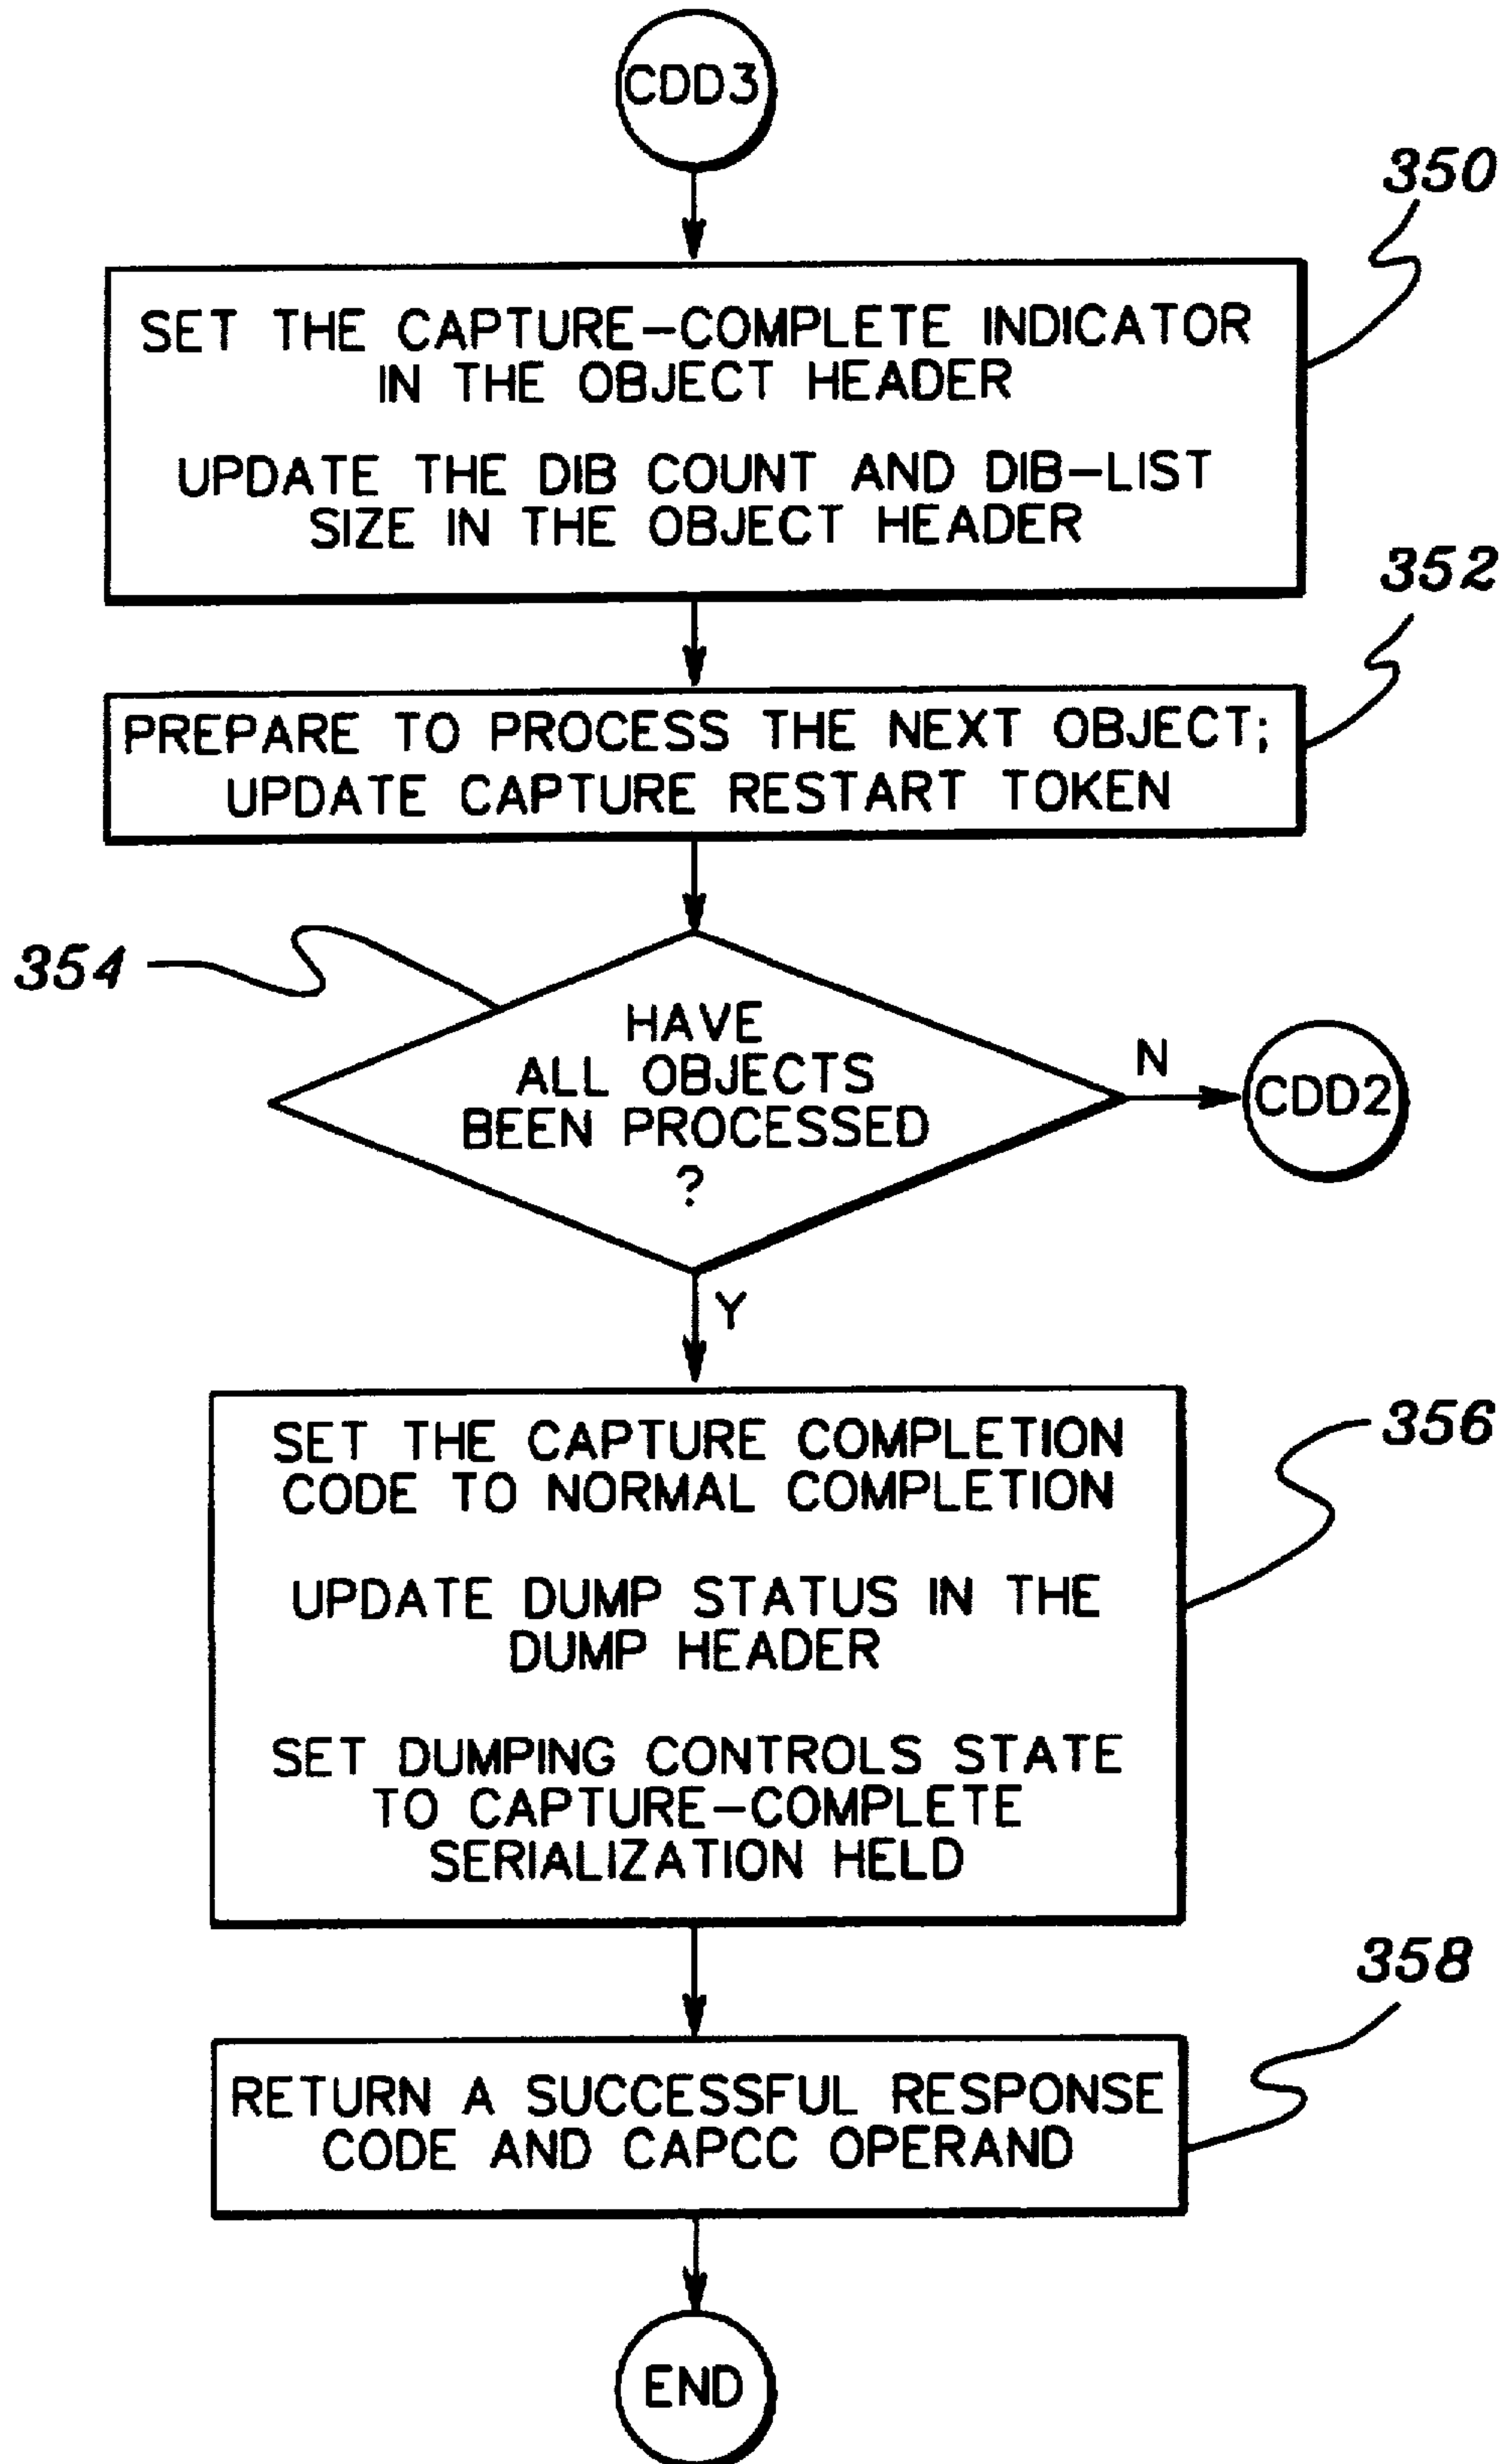 CDD3
350
SET THE CAPTURE-COMPLETE INDICATOR
IN THE OBJECT HEADER
UPDATE THE DIB COUNT AND DIB-LIST
SIZE IN THE OBJECT HEADER
352
PREPARE TO PROCESS THE NEXT OBJECT;
UPDATE CAPTURE RESTART TOKEN
354
HAVE
ALL OBJECTS
BEEN PROCESSED
?
N
CDD2
Y
356
SET THE CAPTURE COMPLETION
CODE TO NORMAL COMPLETION
UPDATE DUMP STATUS IN THE
DUMP HEADER
SET DUMPING CONTROLS STATE
TO CAPTURE-COMPLETE
SERIALIZATION HELD
358
RETURN A SUCCESSFUL RESPONSE
CODE AND CAPCC OPERAND
END